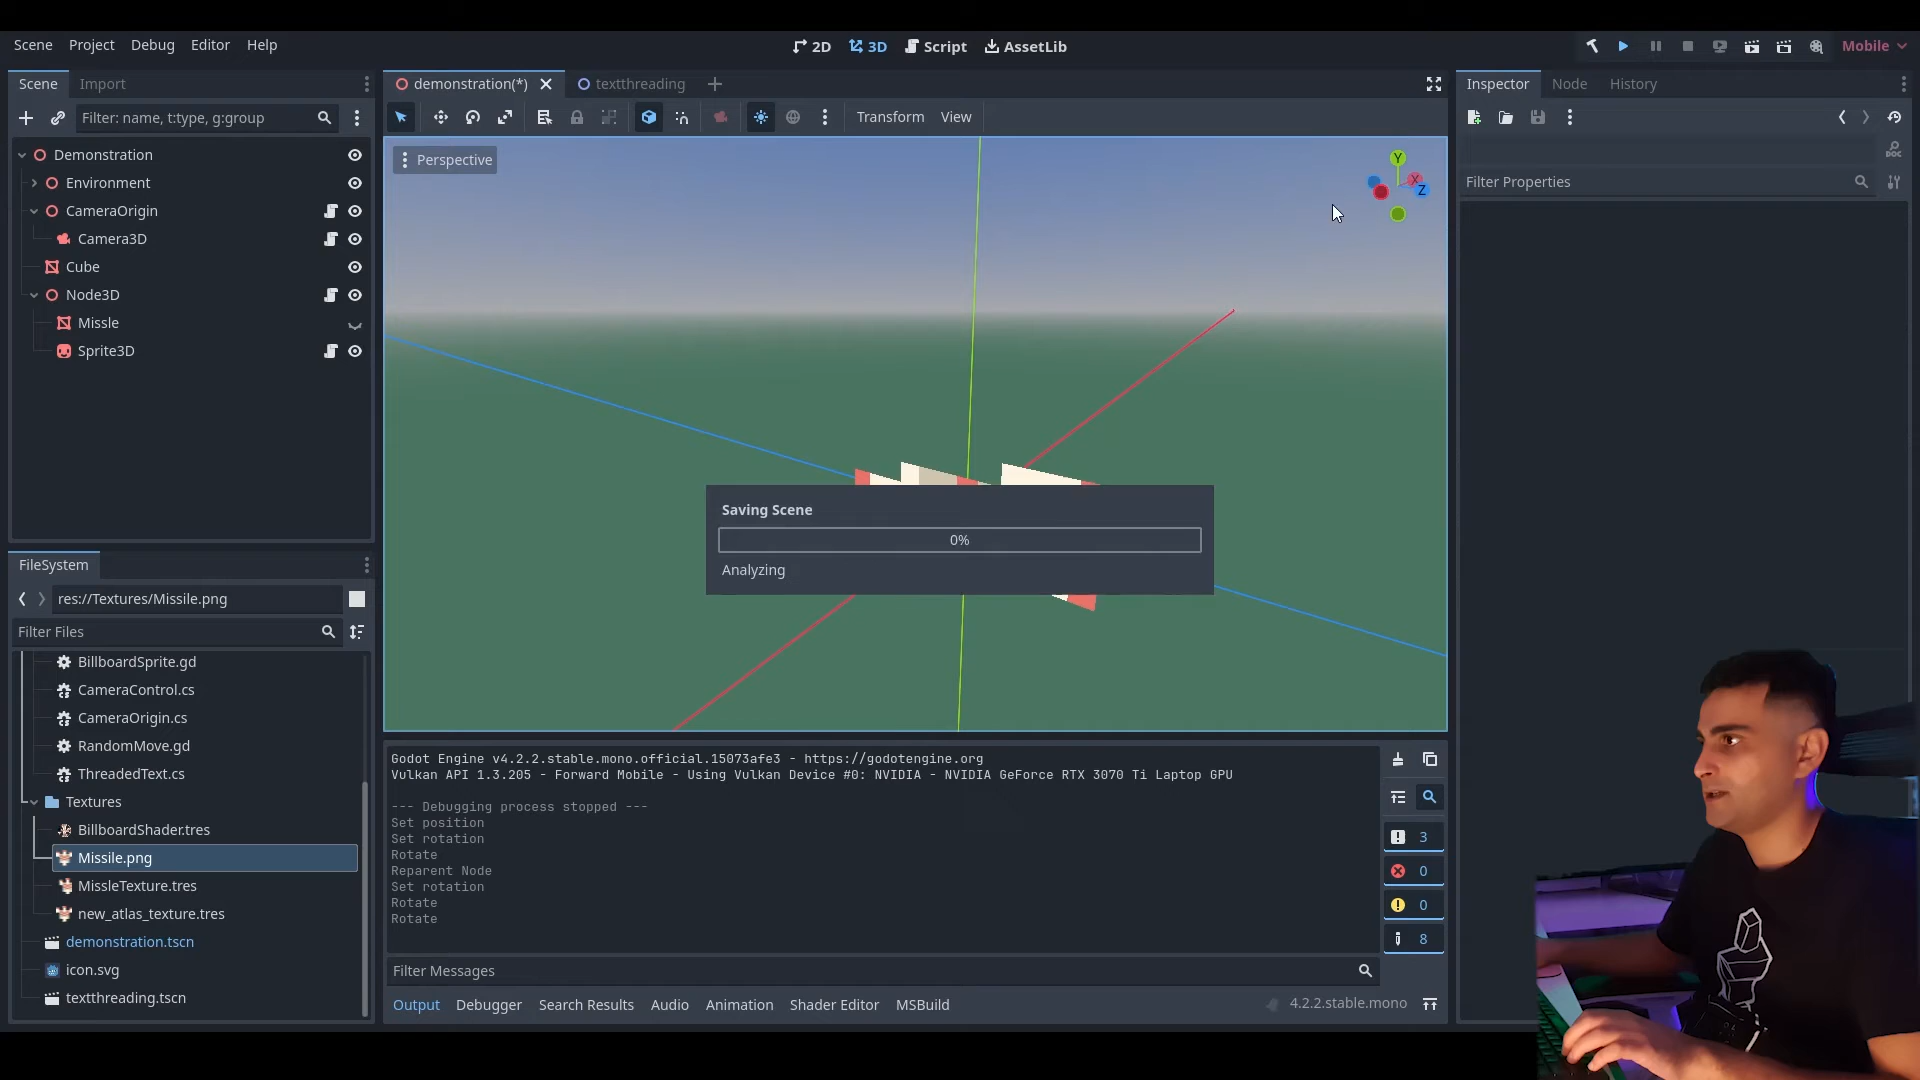 Scene Project Debug Editor Help
2D 3D Script AssetLib
Mobile
Scene Import
demonstration(*) textthreading
Inspector Node History
Filter: name, t:type, g:group
Transform View
Demonstration
Environment
CameraOrigin
Camera3D
Cube
Node3D
Missle
Sprite3D
Perspective
Y
X
Z
DOC
Filter Properties
Saving Scene
0%
Analyzing
FileSystem
res://Textures/Missile.png
Filter Files
BillboardSprite.gd
CameraControl.cs
CameraOrigin.cs
RandomMove.gd
ThreadedText.cs
Textures
BillboardShader.tres
Missile.png
MissleTexture.tres
new_atlas_texture.tres
demonstration.tscn
icon.svg
textthreading.tscn
Godot Engine v4.2.2.stable.mono.official.15073afe3 - https://godotengine.org
Vulkan API 1.3.205 - Forward Mobile - Using Vulkan Device #0: NVIDIA - NVIDIA GeForce RTX 3070 Ti Laptop GPU
--- Debugging process stopped ---
Set position
Set rotation
Rotate
Reparent Node
Set rotation
Rotate
Rotate
3
0
0
8
Filter Messages
Output Debugger Search Results Audio Animation Shader Editor MSBuild
4.2.2.stable.mono